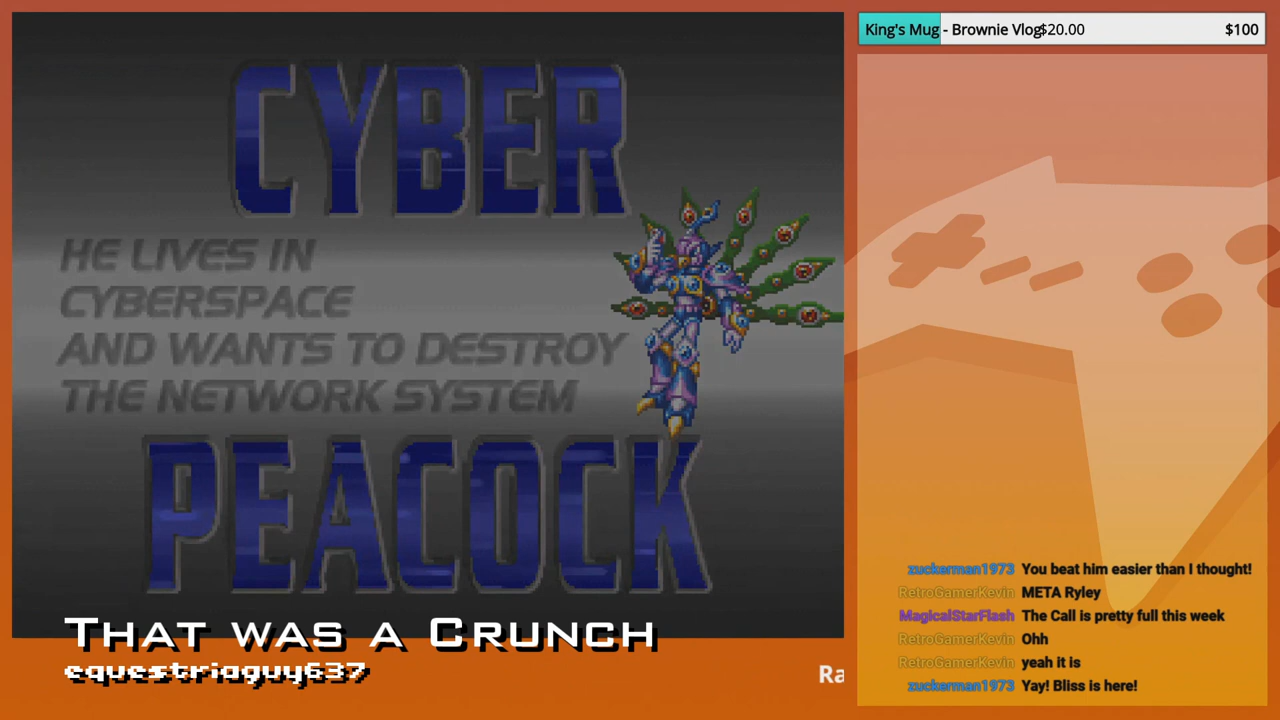 CYBER
HE LIVES IN
CYBERSPACE
AND WANTS TO DESTROY
THE NETWORK SYSTEM
PEACOCK
THAT WAS A CRUNCH
equestriaguy637
Ra
King's Mug - Brownie Vlog$20.00 $100
zuckerman1973 You beat him easier than I thought!
RetroGamerKevin META Ryley
MagicalStarFlash The Call is pretty full this week
RetroGamerKevin Ohh
RetroGamerKevin yeah it is
zuckerman1973 Yay! Bliss is here!